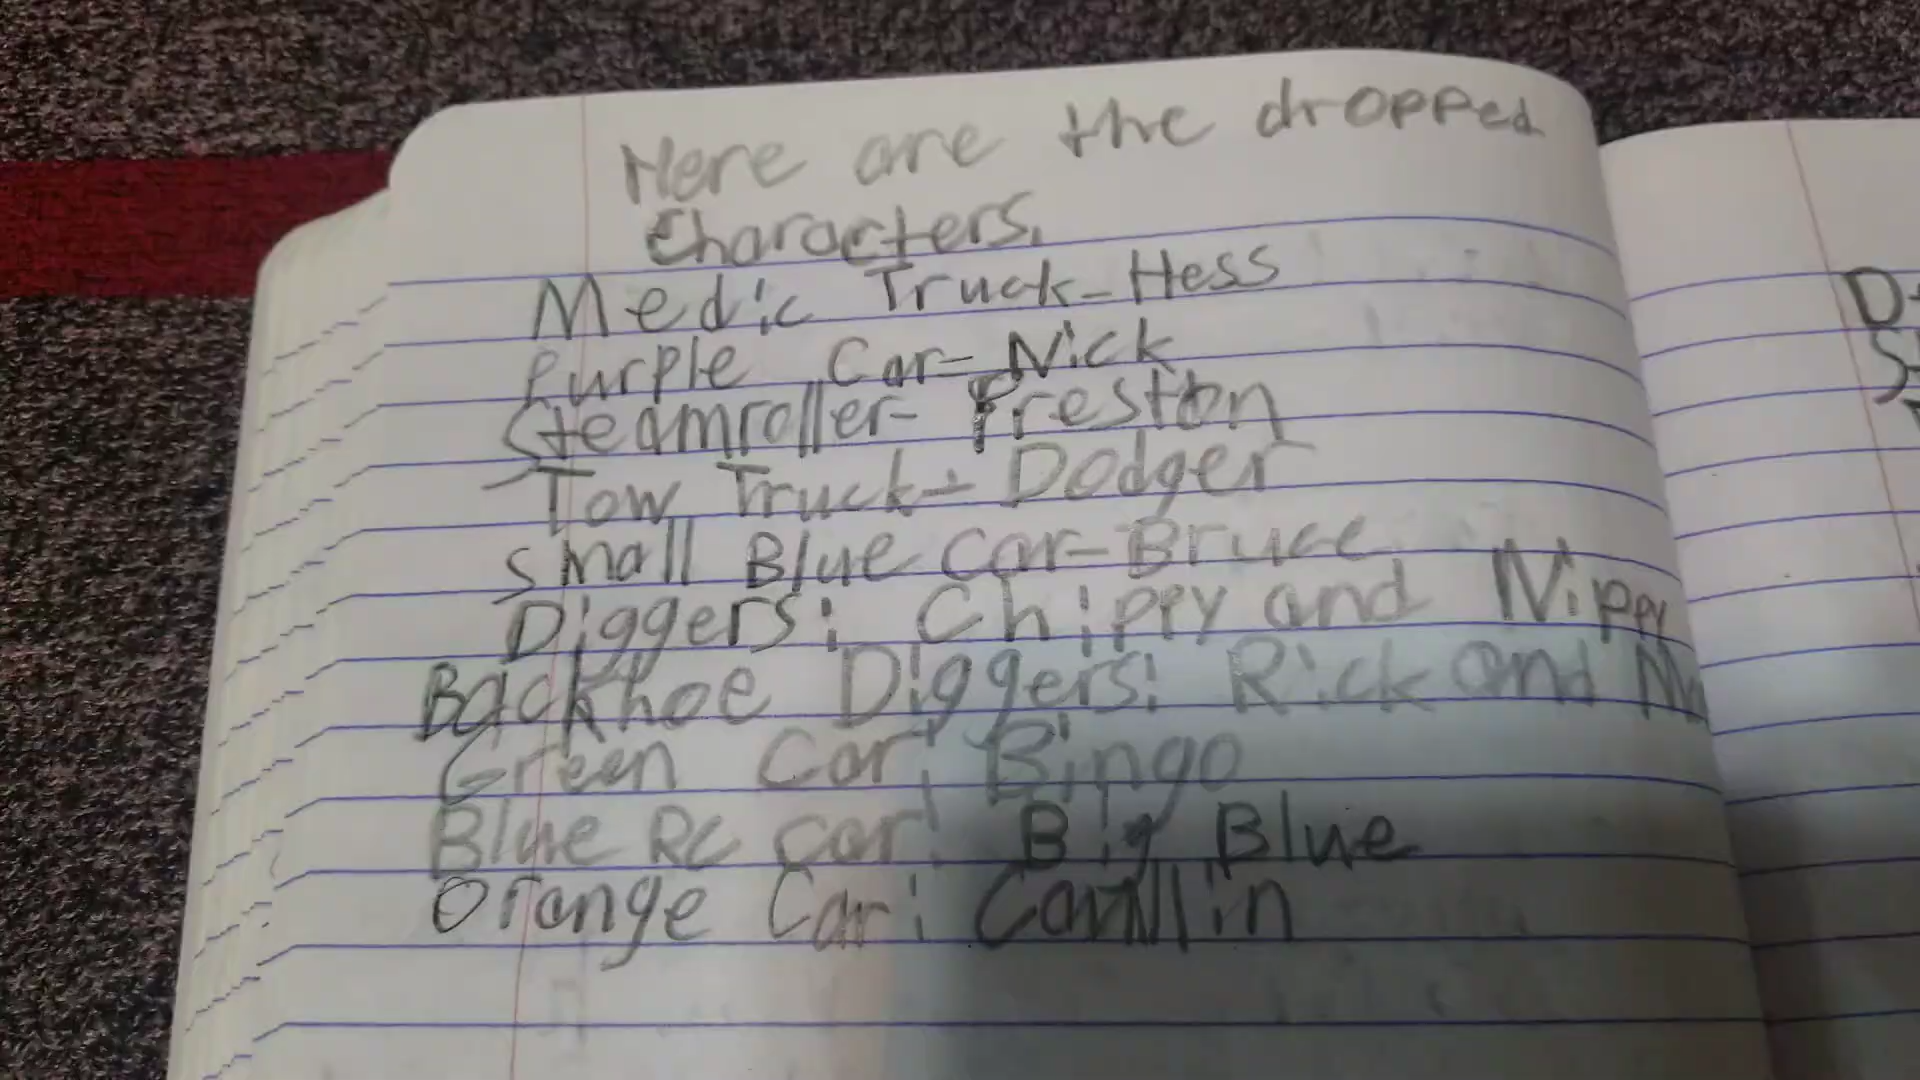 Here are the dropped
Characters.
Medic Truck-Hess
Purple Car-Nick
Steamroller-Preston
Tow Truck-Dodger
Small Blue Car-Bruce
Diggers: Chippy and Nippy
Backhoe Diggers: Rick and
Green Car: Bingo
Blue RC car: Big Blue
Orange Car: